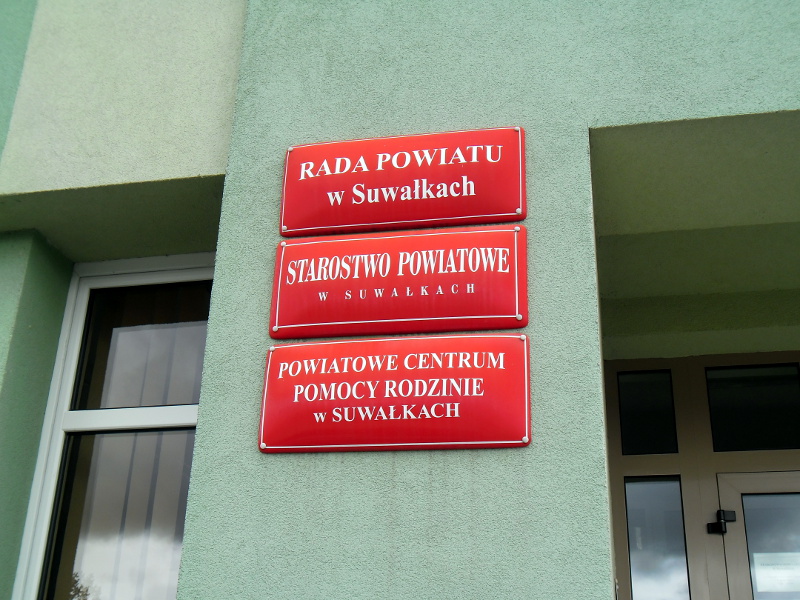 RADA POWIATU
w Suwałkach
STAROSTWO POWIATOWE
W SUWAŁKACH
POWIATOWE CENTRUM
POMOCY RODZINIE
w SUWAŁKACH